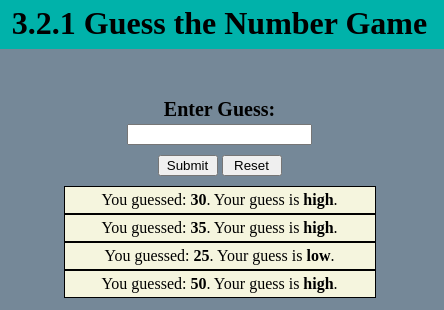 3.2.1 Guess the Number Game
Enter Guess:
Submit Reset
You guessed: 30. Your guess is high.
You guessed: 35. Your guess is high.
You guessed: 25. Your guess is low.
You guessed: 50. Your guess is high.